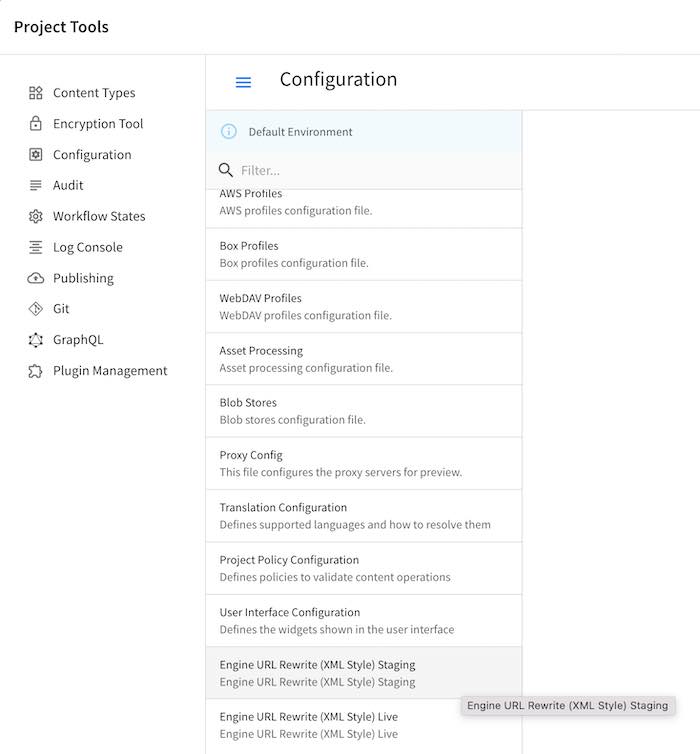 Project Tools
Content Types
Encryption Tool
Configuration
Audit
Workflow States
Log Console
Publishing
Git
GraphQL
Plugin Management
Configuration
Default Environment
Filter...
AWS Profiles
AWS profiles configuration file.
Box Profiles
Box profiles configuration file.
WebDAV Profiles
WebDAV profiles configuration file.
Asset Processing
Asset processing configuration file.
Blob Stores
Blob stores configuration file.
Proxy Config
This file configures the proxy servers for preview.
Translation Configuration
Defines supported languages and how to resolve them
Project Policy Configuration
Defines policies to validate content operations
User Interface Configuration
Defines the widgets shown in the user interface
Engine URL Rewrite (XML Style) Staging
Engine URL Rewrite (XML Style) Staging
Engine URL Rewrite (XML Style) Staging
Engine URL Rewrite (XML Style) Live
Engine URL Rewrite (XML Style) Live